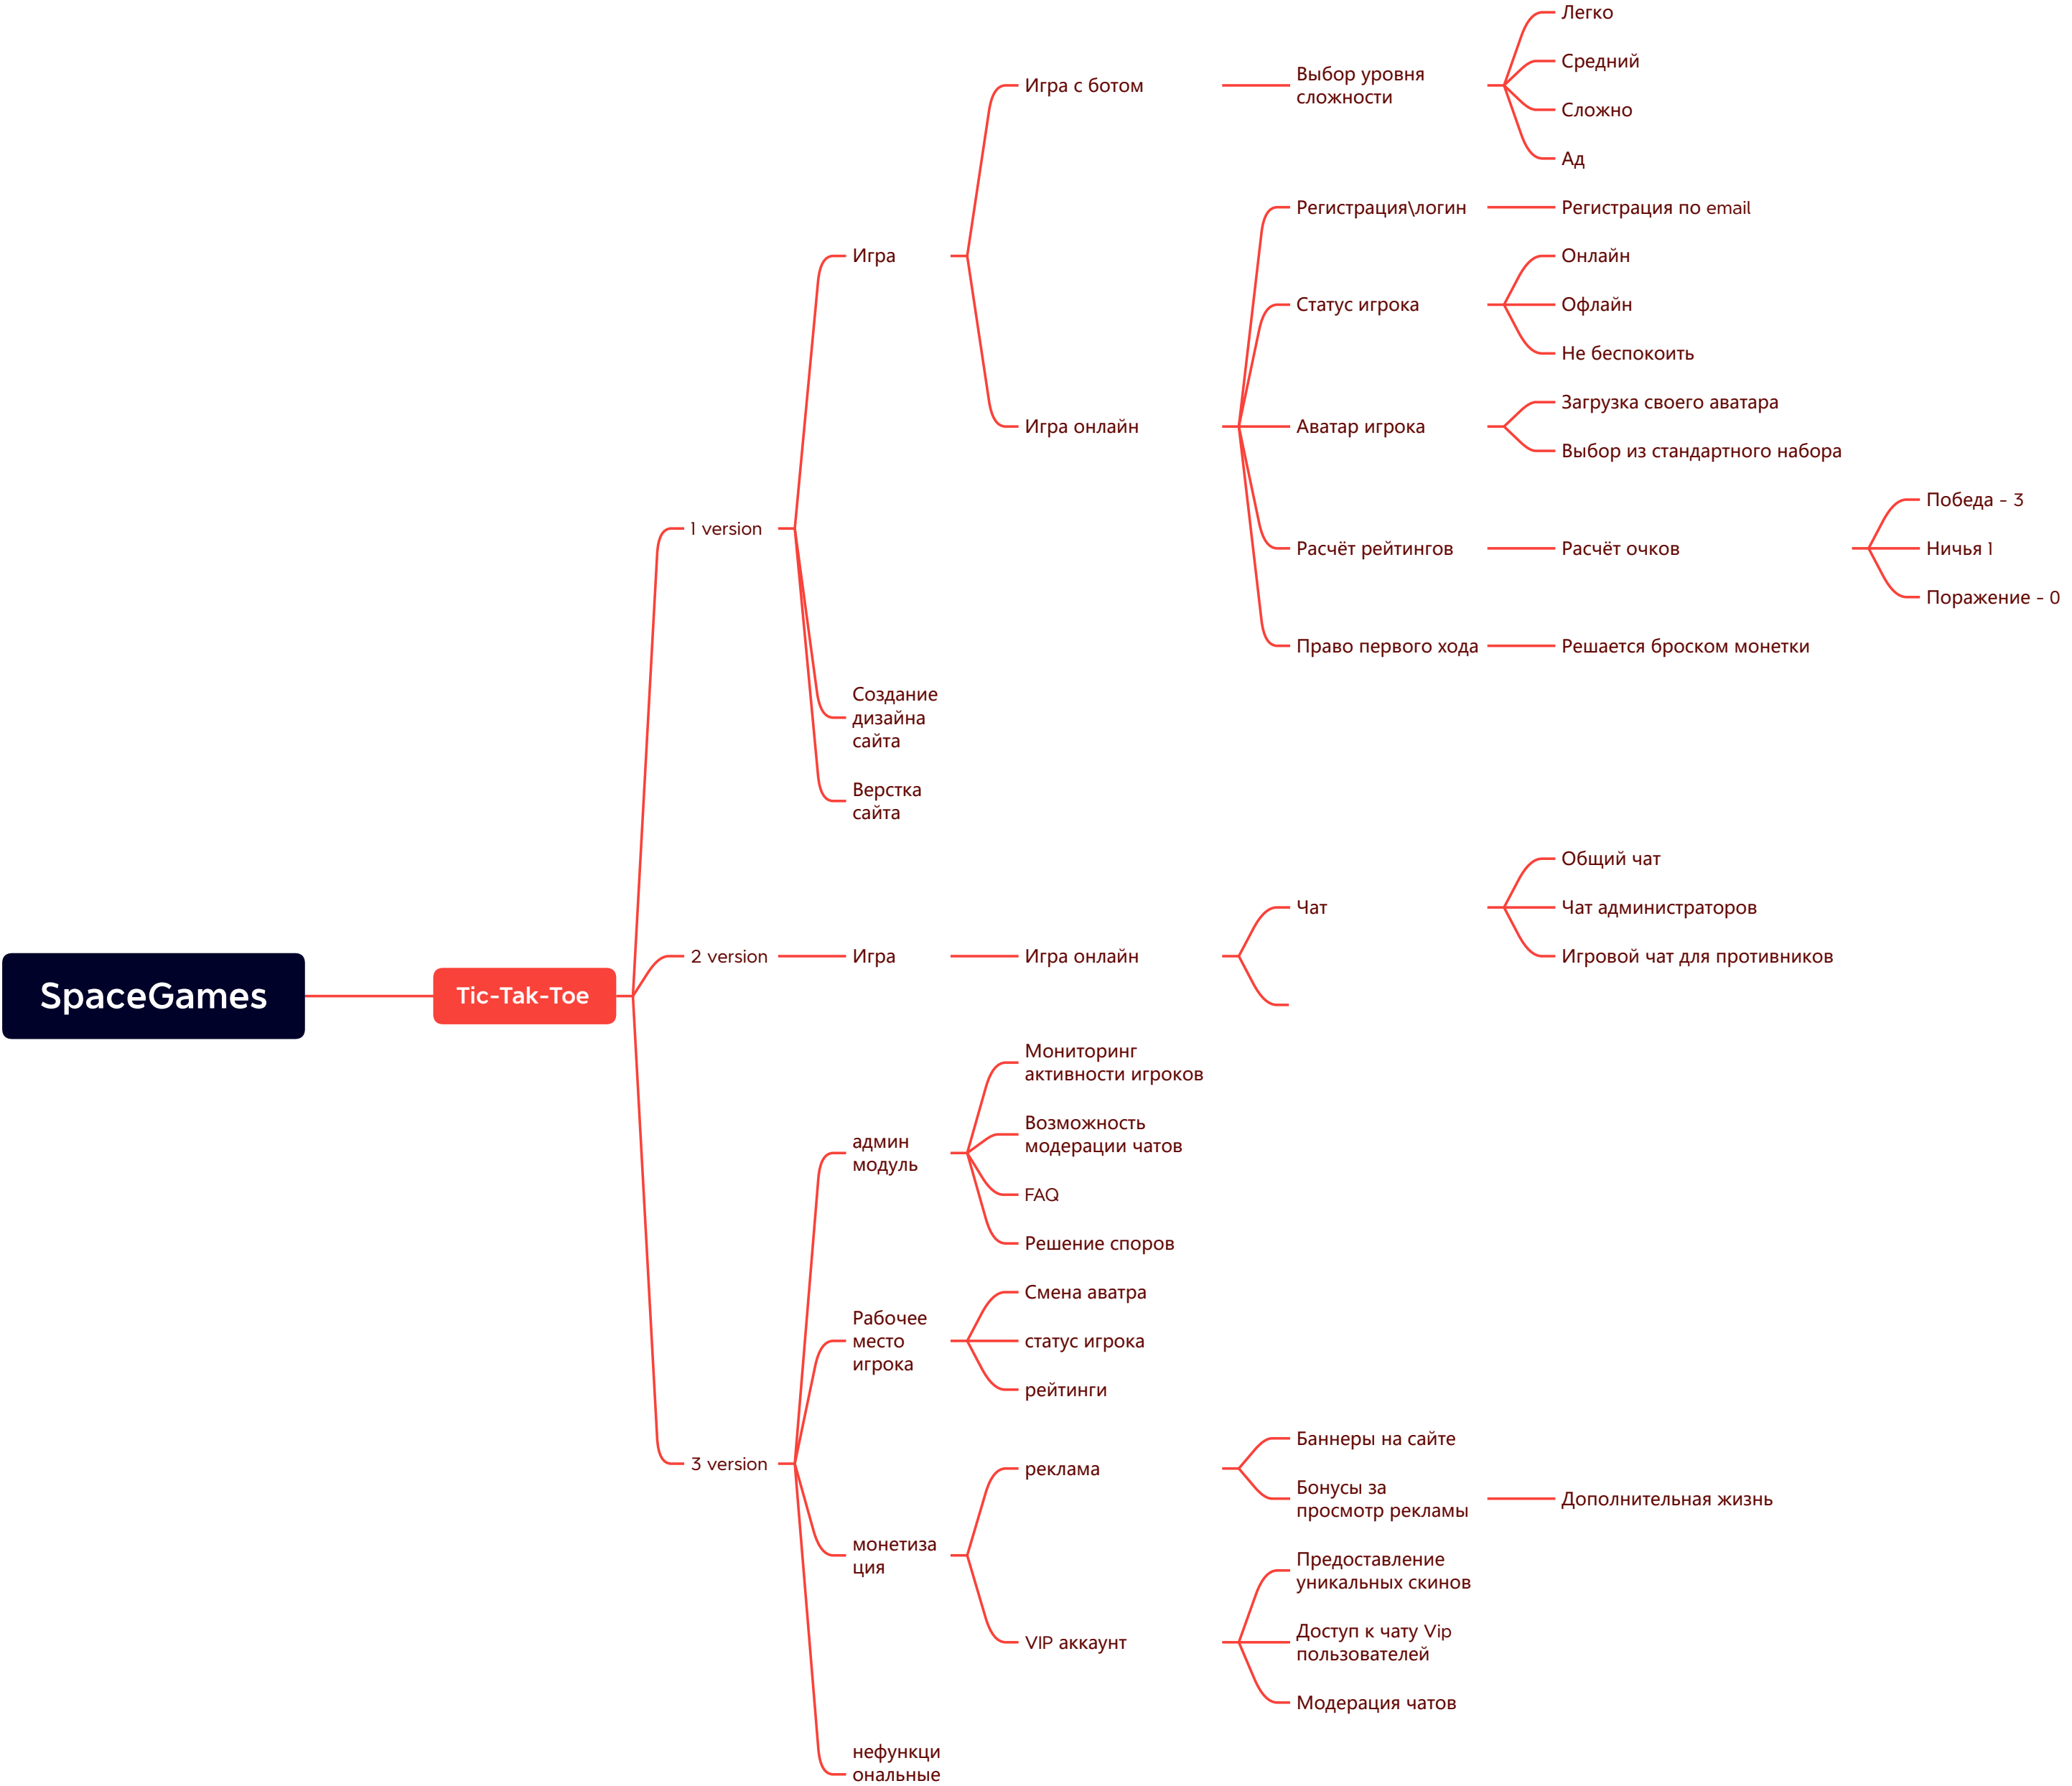 SpaceGames
Tic-Tak-Toe
1 version
Игра
Игра с ботом
Выбор уровня
сложности
Легко
Средний
Сложно
Ад
Игра онлайн
Регистрация\логин
Регистрация по email
Статус игрока
Онлайн
Офлайн
Не беспокоить
Аватар игрока
Загрузка своего аватара
Выбор из стандартного набора
Расчёт рейтингов
Расчёт очков
Победа - 3
Ничья 1
Поражение - 0
Право первого хода
Решается броском монетки
Создание
дизайна
сайта
Верстка
сайта
2 version
Игра
Игра онлайн
Чат
Общий чат
Чат администраторов
Игровой чат для противников
3 version
админ
модуль
Мониторинг
активности игроков
Возможность
модерации чатов
FAQ
Решение споров
Рабочее
место
игрока
Смена аватра
статус игрока
рейтинги
монетиза
ция
реклама
Баннеры на сайте
Бонусы за
просмотр рекламы
Дополнительная жизнь
VIP аккаунт
Предоставление
уникальных скинов
Доступ к чату Vip
пользователей
Модерация чатов
нефункци
ональные